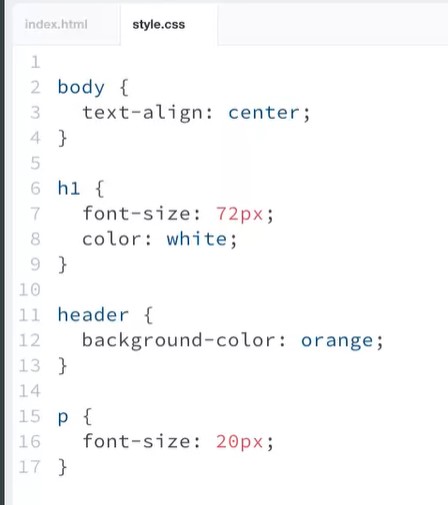 index.html style.css
1
2 body {
3   text-align: center;
4 }
5
6 h1 {
7   font-size: 72px;
8   color: white;
9 }
10
11 header {
12   background-color: orange;
13 }
14
15 p {
16   font-size: 20px;
17 }